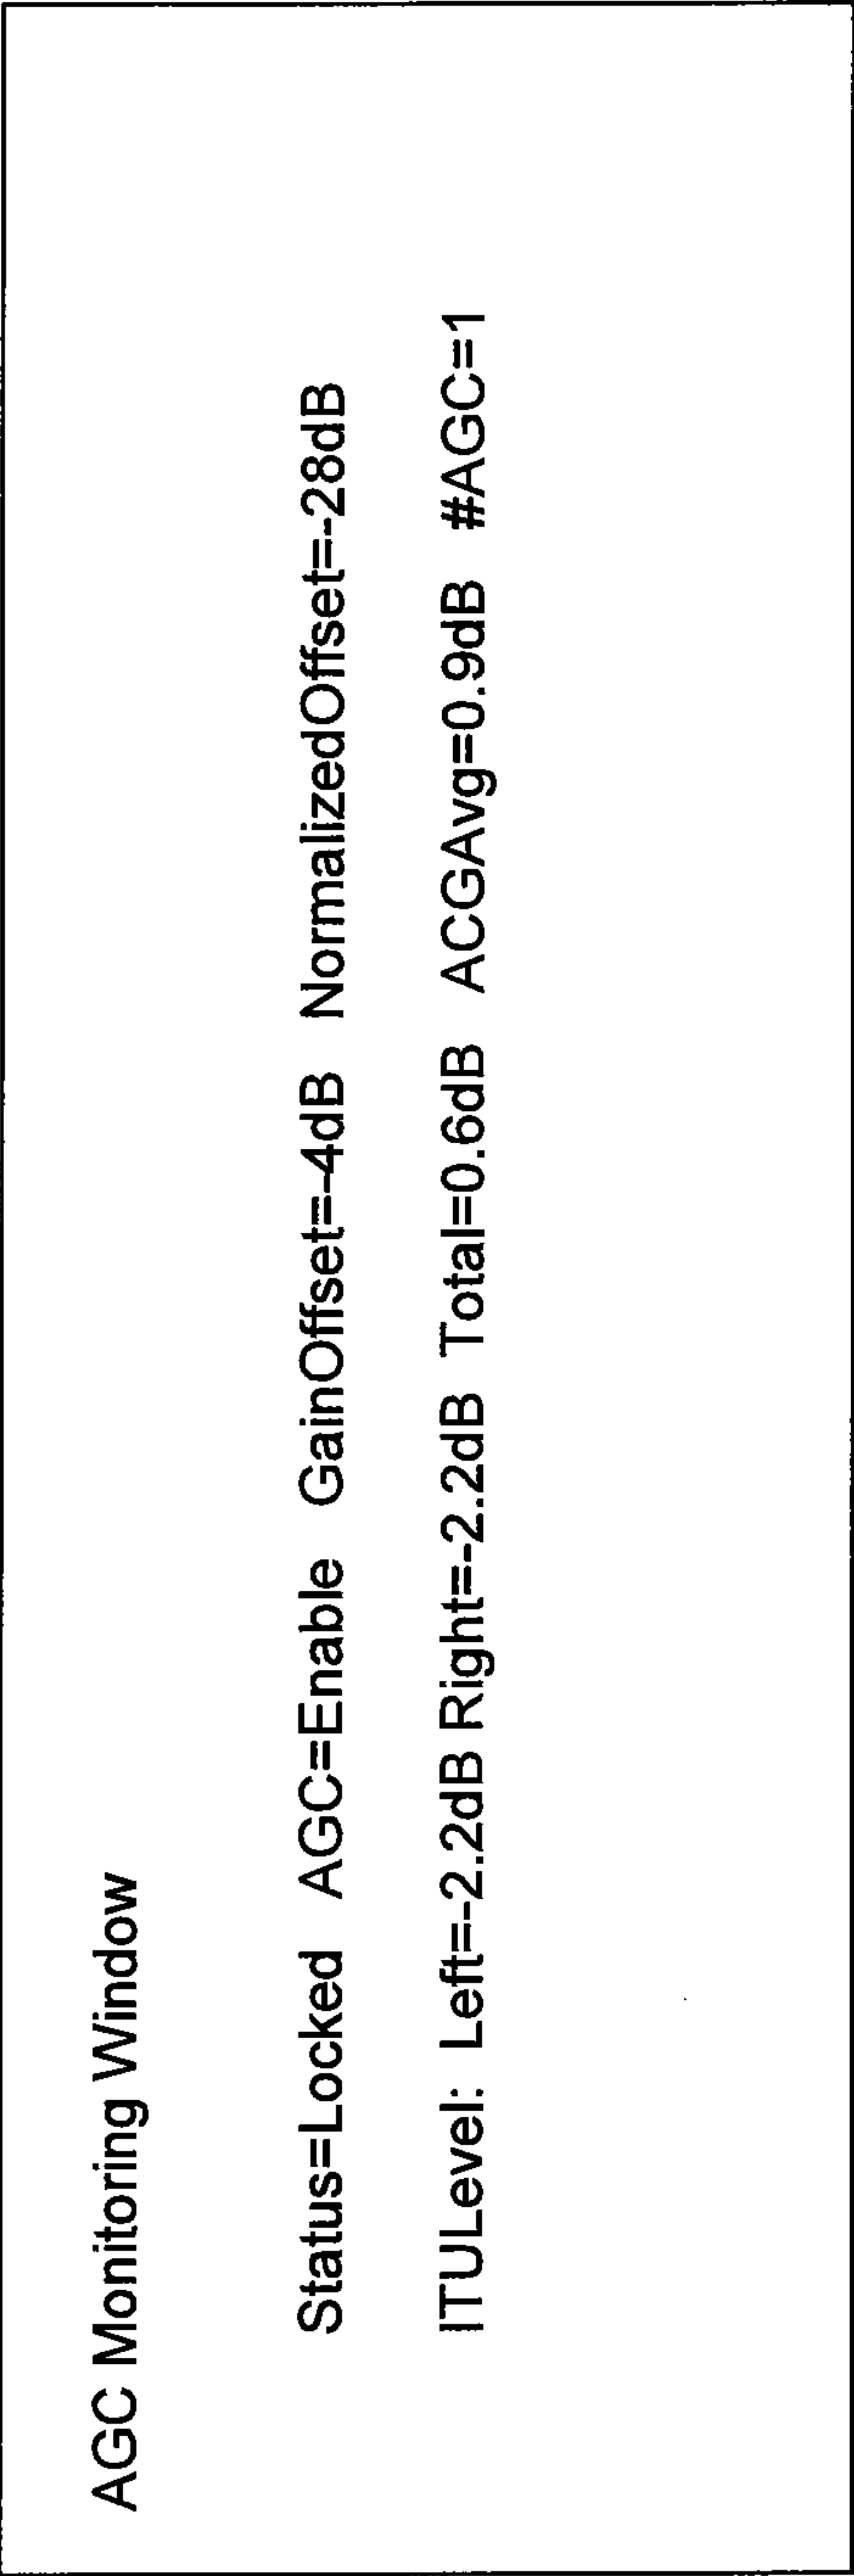 AGC Monitoring Window
Status=Locked AGC=Enable GainOffset=-4dB NormalizedOffset=-28dB
ITULevel: Left=-2.2dB Right=-2.2dB Total=0.6dB ACGAvg=0.9dB #AGC=1